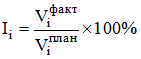 I_i = V_i^факт / V_i^план × 100%